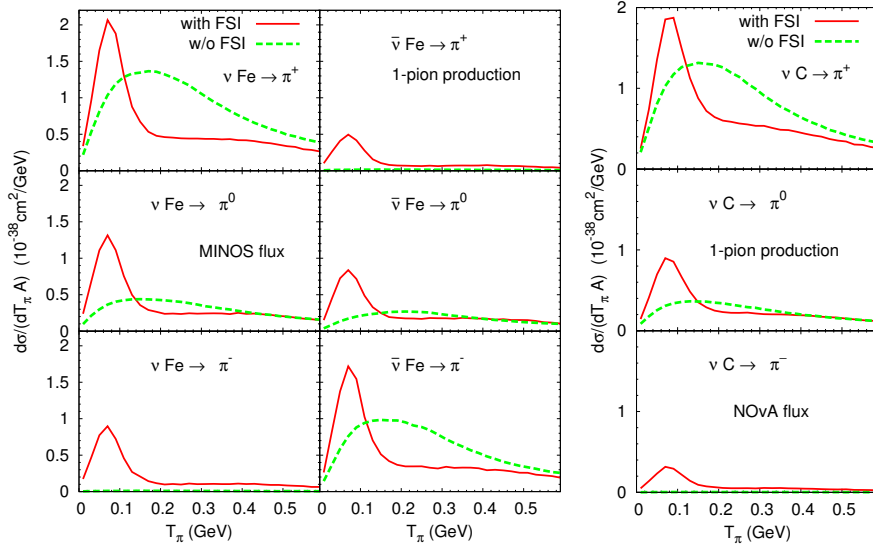 with FSI
w/o FSI
ν Fe → π⁺
ν̄ Fe → π⁺
1-pion production
with FSI
w/o FSI
ν C → π⁺
dσ/(dT_π A) (10⁻³⁸cm²/GeV)
2
1.5
1
0.5
0
ν Fe → π⁰
MINOS flux
ν̄ Fe → π⁰
2
1.5
1
0.5
0
ν Fe → π⁻
ν̄ Fe → π⁻
2
1.5
1
0.5
0
0 0.1 0.2 0.3 0.4 0.5
0 0.1 0.2 0.3 0.4 0.5
T_π (GeV)
T_π (GeV)
dσ/(dT_π A) (10⁻³⁸cm²/GeV)
2
1
0
ν C → π⁰
1-pion production
1
0
ν C → π⁻
NOvA flux
1
0
0 0.1 0.2 0.3 0.4 0.5
T_π (GeV)